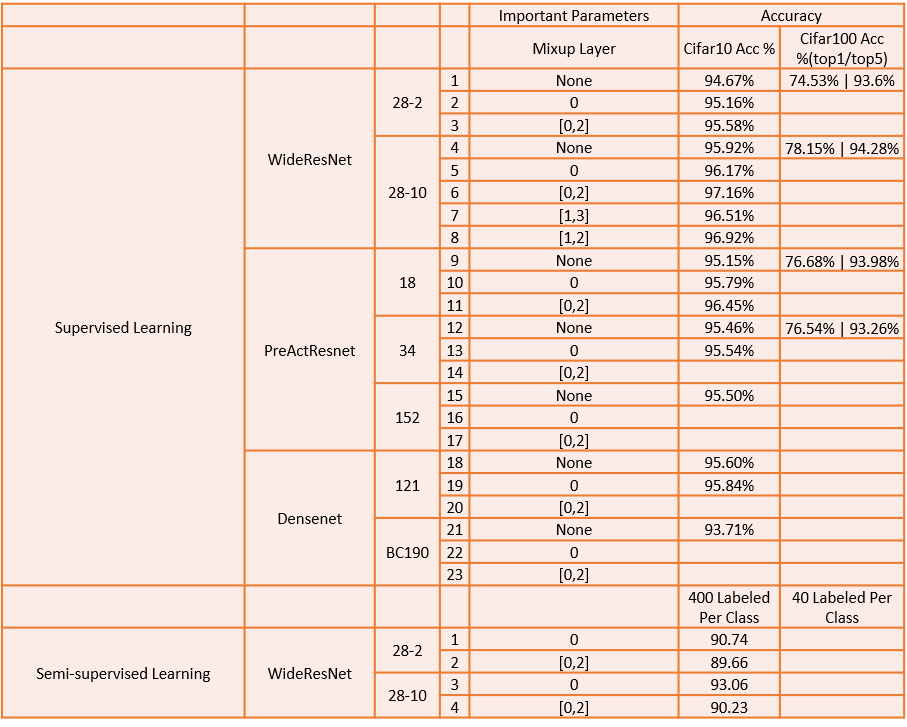 Important Parameters Accuracy
Mixup Layer Cifar10 Acc % Cifar100 Acc
%(top1/top5)
Supervised Learning WideResNet 28-2 1 None 94.67% 74.53% | 93.6%
2 0 95.16%
3 [0,2] 95.58%
28-10 4 None 95.92% 78.15% | 94.28%
5 0 96.17%
6 [0,2] 97.16%
7 [1,3] 96.51%
8 [1,2] 96.92%
PreActResnet 18 9 None 95.15% 76.68% | 93.98%
10 0 95.79%
11 [0,2] 96.45%
34 12 None 95.46% 76.54% | 93.26%
13 0 95.54%
14 [0,2]
152 15 None 95.50%
16 0
17 [0,2]
Densenet 121 18 None 95.60%
19 0 95.84%
20 [0,2]
BC190 21 None 93.71%
22 0
23 [0,2]
400 Labeled
Per Class
40 Labeled Per
Class
Semi-supervised Learning WideResNet 28-2 1 0 90.74
2 [0,2] 89.66
28-10 3 0 93.06
4 [0,2] 90.23